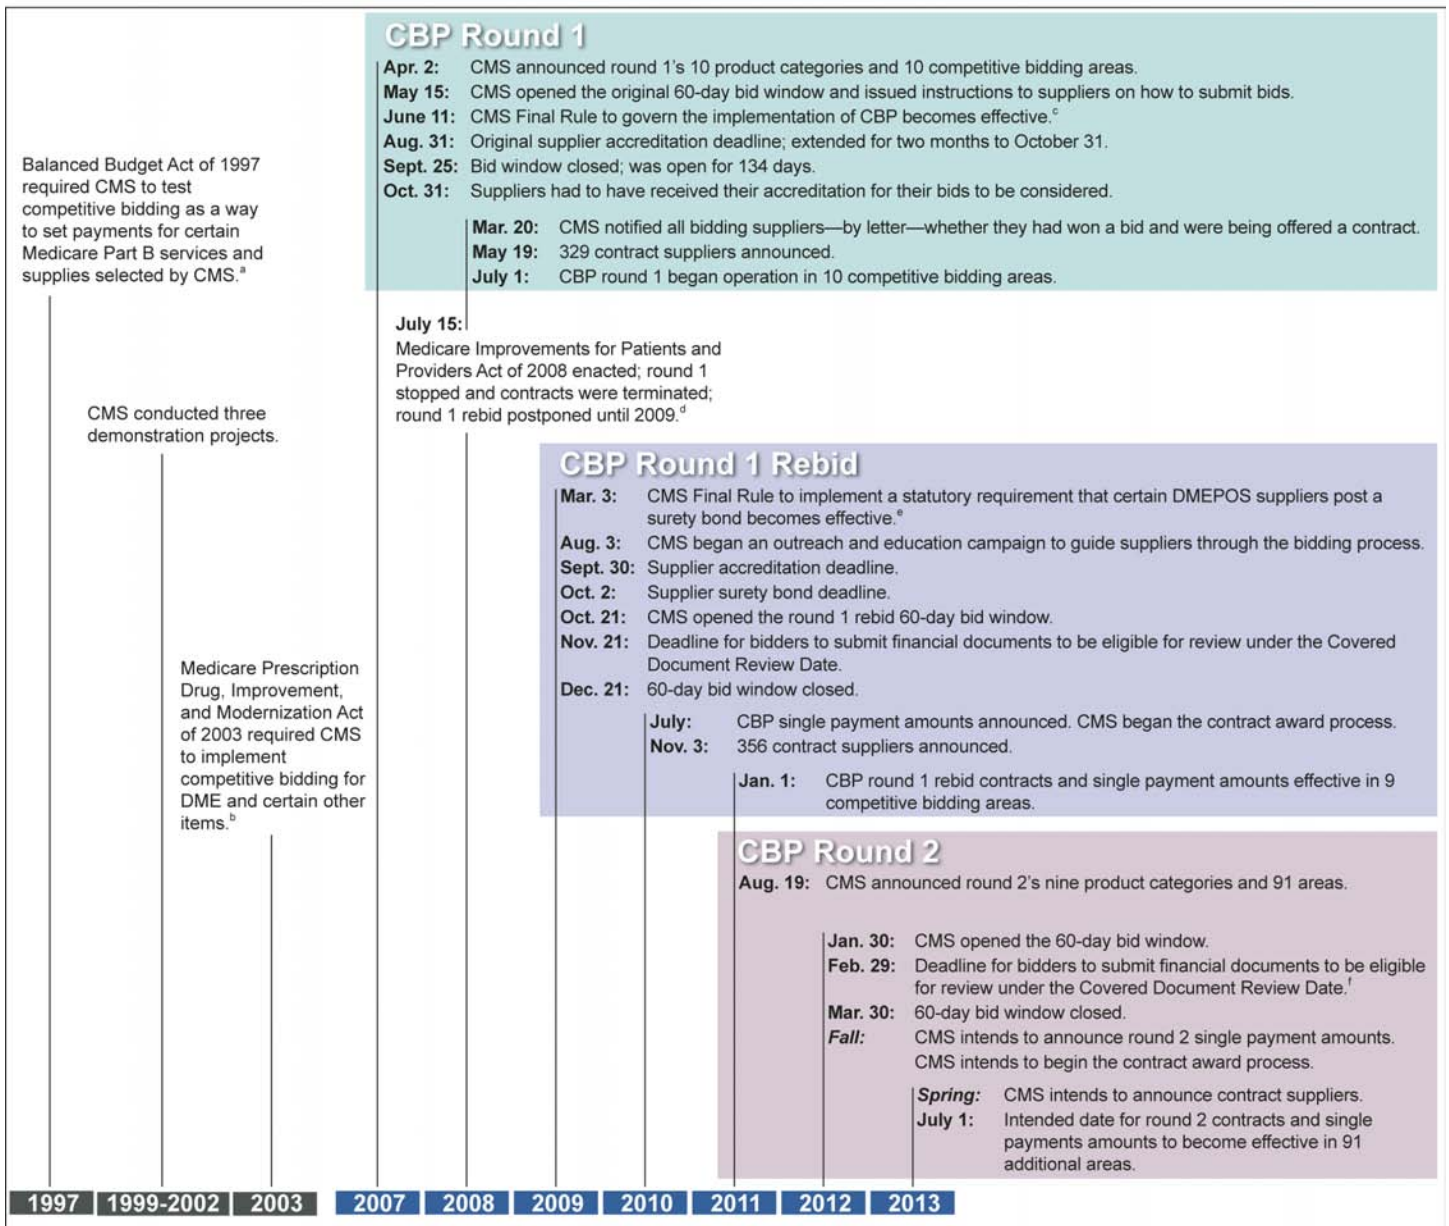 Balanced Budget Act of 1997
required CMS to test
competitive bidding as a way
to set payments for certain
Medicare Part B services and
supplies selected by CMS.a
CMS conducted three
demonstration projects.
Medicare Prescription
Drug, Improvement,
and Modernization Act
of 2003 required CMS
to implement
competitive bidding for
DME and certain other
items.b
CBP Round 1
Apr. 2: CMS announced round 1's 10 product categories and 10 competitive bidding areas.
May 15: CMS opened the original 60-day bid window and issued instructions to suppliers on how to submit bids.
June 11: CMS Final Rule to govern the implementation of CBP becomes effective.c
Aug. 31: Original supplier accreditation deadline; extended for two months to October 31.
Sept. 25: Bid window closed; was open for 134 days.
Oct. 31: Suppliers had to have received their accreditation for their bids to be considered.
Mar. 20: CMS notified all bidding suppliers—by letter—whether they had won a bid and were being offered a contract.
May 19: 329 contract suppliers announced.
July 1: CBP round 1 began operation in 10 competitive bidding areas.
July 15:
Medicare Improvements for Patients and
Providers Act of 2008 enacted; round 1
stopped and contracts were terminated;
round 1 rebid postponed until 2009.d
CBP Round 1 Rebid
Mar. 3: CMS Final Rule to implement a statutory requirement that certain DMEPOS suppliers post a
surety bond becomes effective.e
Aug. 3: CMS began an outreach and education campaign to guide suppliers through the bidding process.
Sept. 30: Supplier accreditation deadline.
Oct. 2: Supplier surety bond deadline.
Oct. 21: CMS opened the round 1 rebid 60-day bid window.
Nov. 21: Deadline for bidders to submit financial documents to be eligible for review under the Covered
Document Review Date.
Dec. 21: 60-day bid window closed.
July: CBP single payment amounts announced. CMS began the contract award process.
Nov. 3: 356 contract suppliers announced.
Jan. 1: CBP round 1 rebid contracts and single payment amounts effective in 9
competitive bidding areas.
CBP Round 2
Aug. 19: CMS announced round 2's nine product categories and 91 areas.
Jan. 30: CMS opened the 60-day bid window.
Feb. 29: Deadline for bidders to submit financial documents to be eligible
for review under the Covered Document Review Date.f
Mar. 30: 60-day bid window closed.
Fall: CMS intends to announce round 2 single payment amounts.
CMS intends to begin the contract award process.
Spring: CMS intends to announce contract suppliers.
July 1: Intended date for round 2 contracts and single
payments amounts to become effective in 91
additional areas.
1997 1999-2002 2003 2007 2008 2009 2010 2011 2012 2013